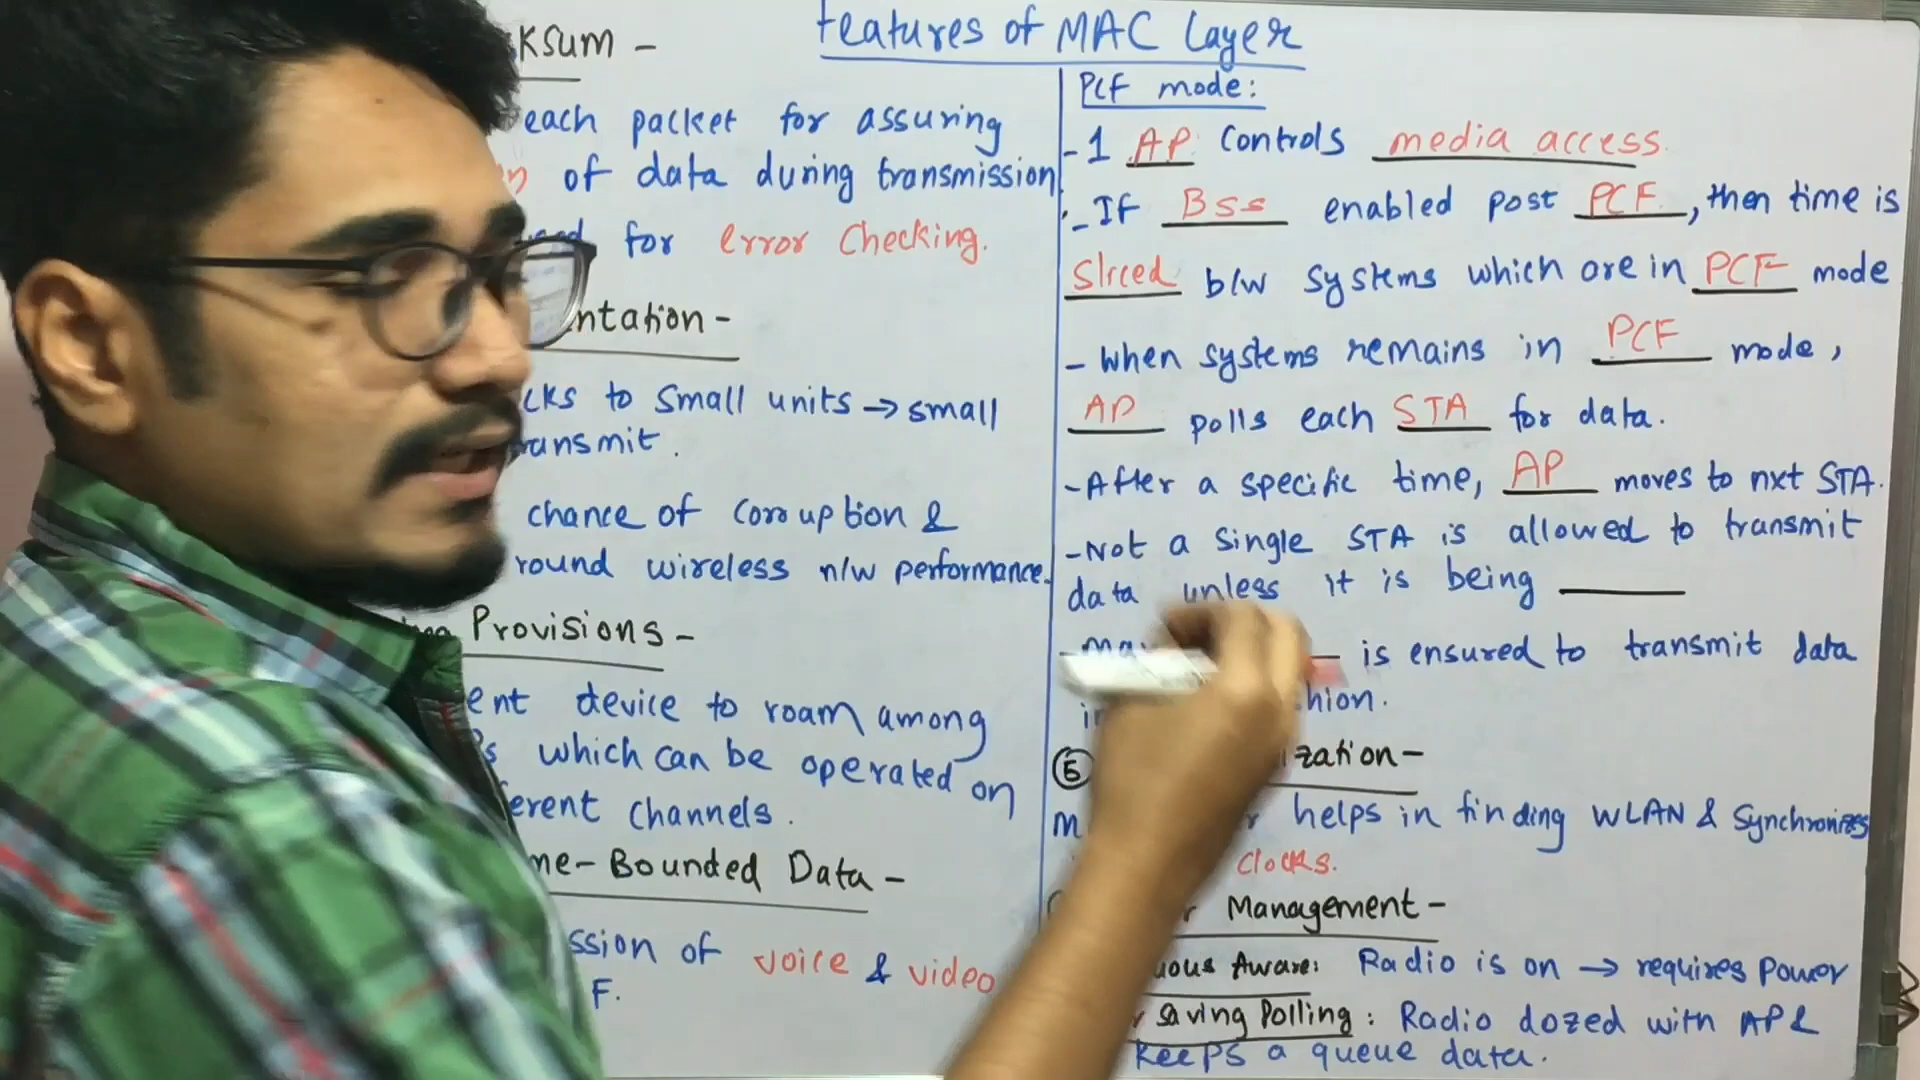 Features of MAC Layer
ksum -
each packet for assuring
of data during transmission
for error Checking.
ntation -
cks to small units → small
ansmit.
chance of corruption &
round wireless n/w performance.
Provisions -
ent device to roam among
s which can be operated on
erent channels.
me-Bounded Data -
ssion of voice & video
F.
PCF mode:
- 1 AP controls media access.
- If Bss enabled post PCF, then time is
Sliced b/w systems which are in PCF mode
- When systems remains in PCF mode,
AP polls each STA for data.
- After a specific time, AP moves to nxt STA.
- Not a single STA is allowed to transmit
data unless it is being ____
is ensured to transmit data
hion.
5 ization -
helps in finding WLAN & Synchronizes
clocks.
Management -
uous Aware: Radio is on → requires power
saving Polling: Radio dozed with AP &
keeps a queue data.